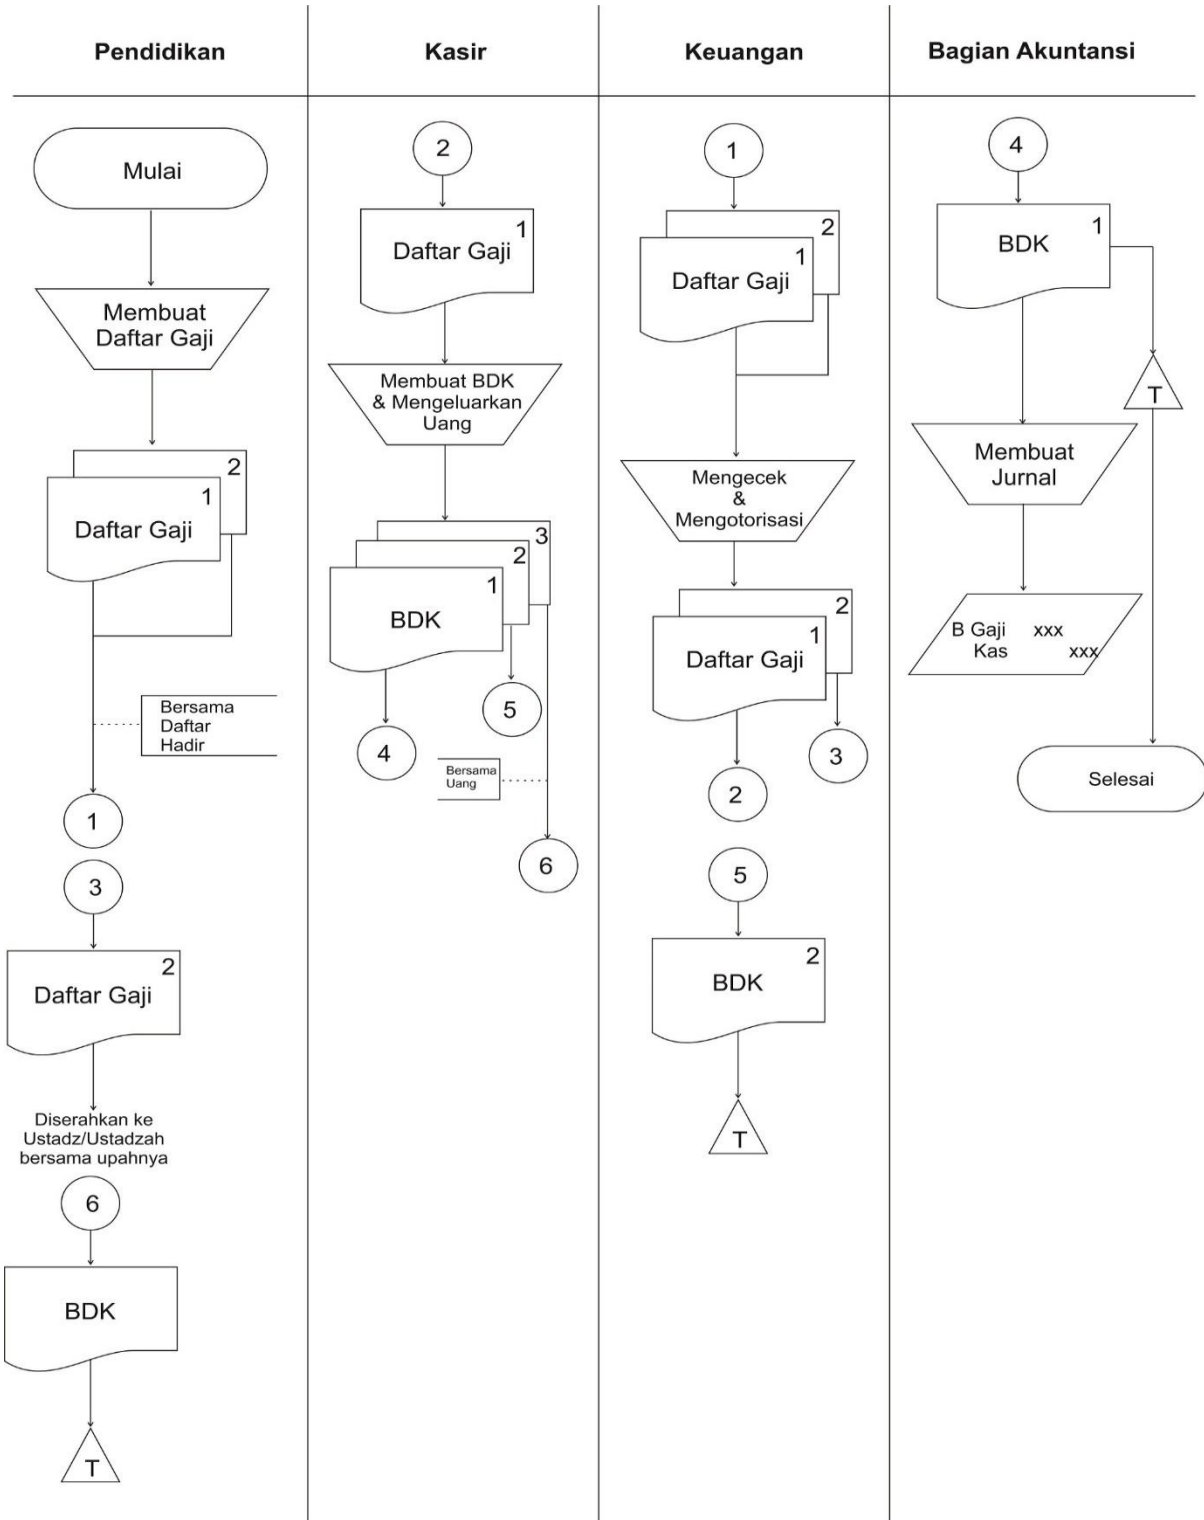 Pendidikan
Kasir
Keuangan
Bagian Akuntansi
Mulai
Membuat
Daftar Gaji
2
1
Daftar Gaji
Bersama
Daftar
Hadir
1
3
2
Daftar Gaji
Diserahkan ke
Ustadz/Ustadzah
bersama upahnya
6
BDK
T
2
1
Daftar Gaji
Membuat BDK
& Mengeluarkan
Uang
3
2
1
BDK
5
4
Bersama
Uang
6
1
2
1
Daftar Gaji
Mengecek
&
Mengotorisasi
2
1
Daftar Gaji
3
2
5
2
BDK
T
4
1
BDK
T
Membuat
Jurnal
B Gaji xxx
Kas xxx
Selesai